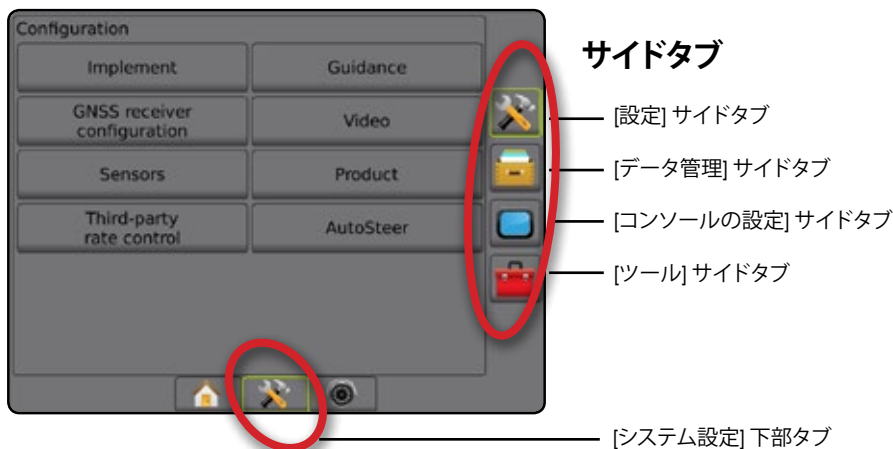 Configuration
Implement
Guidance
GNSS receiver
configuration
Video
Sensors
Product
Third-party
rate control
AutoSteer
サイドタブ
[設定] サイドタブ
[データ管理] サイドタブ
[コンソールの設定] サイドタブ
[ツール] サイドタブ
[システム設定] 下部タブ